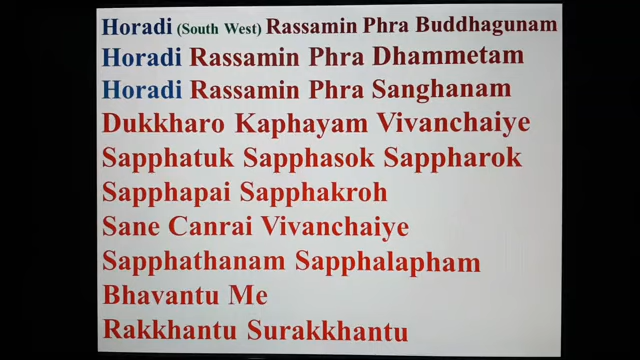 Horadi (South West) Rassamin Phra Buddhagunam
Horadi Rassamin Phra Dhammetam
Horadi Rassamin Phra Sanghanam
Dukkharo Kaphayam Vivanchaiye
Sapphatuk Sapphasok Sappharok
Sapphapai Sapphakroh
Sane Canrai Vivanchaiye
Sapphathanam Sapphalapham
Bhavantu Me
Rakkhantu Surakkhantu